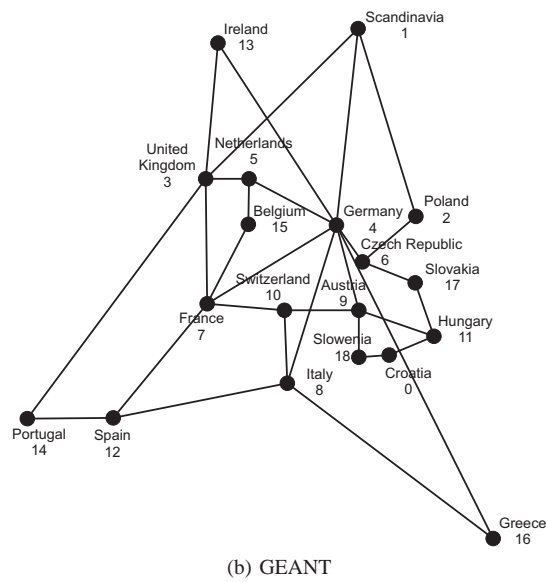 Scandinavia
1
Ireland
13
United
Kingdom
3
Netherlands
5
Belgium
15
Germany
4
Poland
2
Czech Republic
6
Slovakia
17
Switzerland
10
Austria
9
France
7
Hungary
11
Slowenia
18
Croatia
0
Italy
8
Portugal
14
Spain
12
Greece
16
(b) GEANT